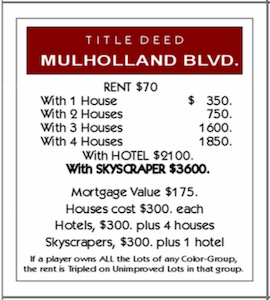 TITLE DEED
MULHOLLAND BLVD.
RENT $70
With 1 House $ 350.
With 2 Houses 750.
With 3 Houses 1600.
With 4 Houses 1850.
With HOTEL $2100.
With SKYSCRAPER $3600.
Mortgage Value $175.
Houses cost $300. each
Hotels, $300. plus 4 houses
Skyscrapers, $300. plus 1 hotel
If a player owns ALL the Lots of any Color-Group,
the rent is Tripled on Unimproved Lots in that group.